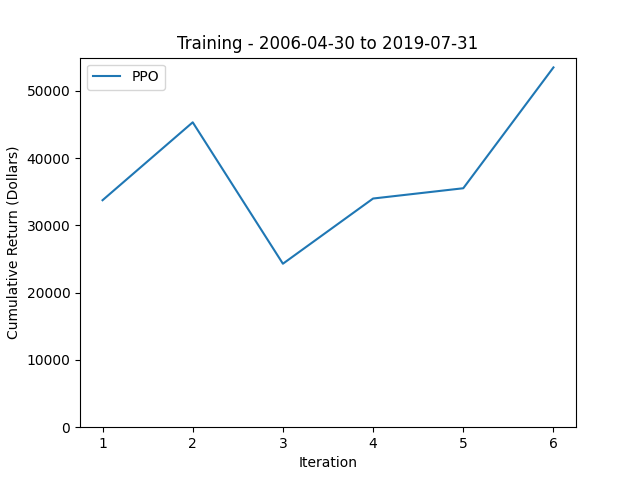 Training - 2006-04-30 to 2019-07-31
PPO
Cumulative Return (Dollars)
50000
40000
30000
20000
10000
0
1 2 3 4 5 6
Iteration